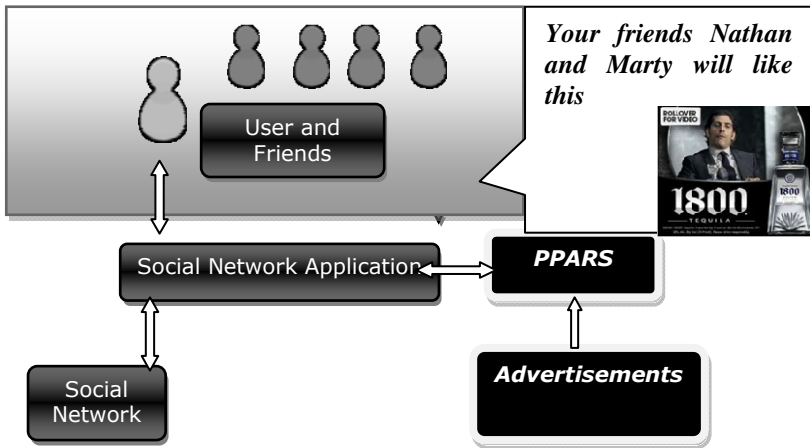 Your friends Nathan
and Marty will like
this
ROLLOVER
FOR VIDEO
1800
1800
TEQUILA
User and
Friends
Social Network Application
PPARS
Social
Network
Advertisements